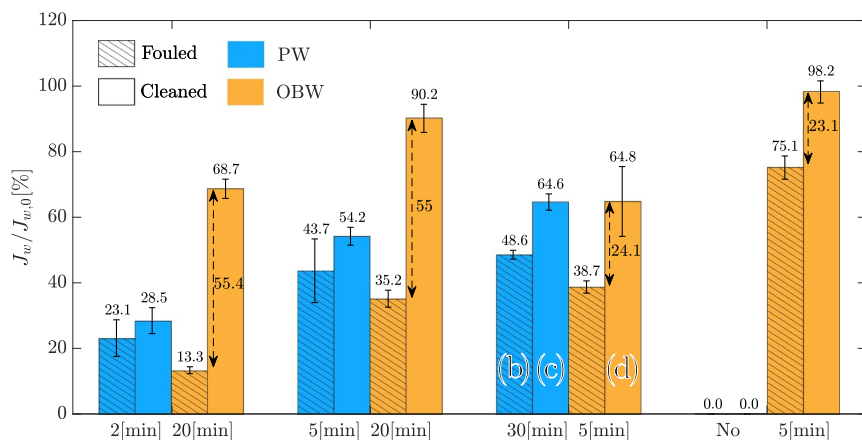 120
100
80
60
40
20
0
J_w/J_{w,0}[%]
Fouled PW
Cleaned OBW
23.1 28.5 13.3 68.7 55.4
43.7 54.2 35.2 90.2 55
48.6 64.6 38.7 64.8 24.1
0.0 0.0 75.1 98.2 23.1
(b) (c) (d)
2[min] 20[min] 5[min] 20[min] 30[min] 5[min] No 5[min]